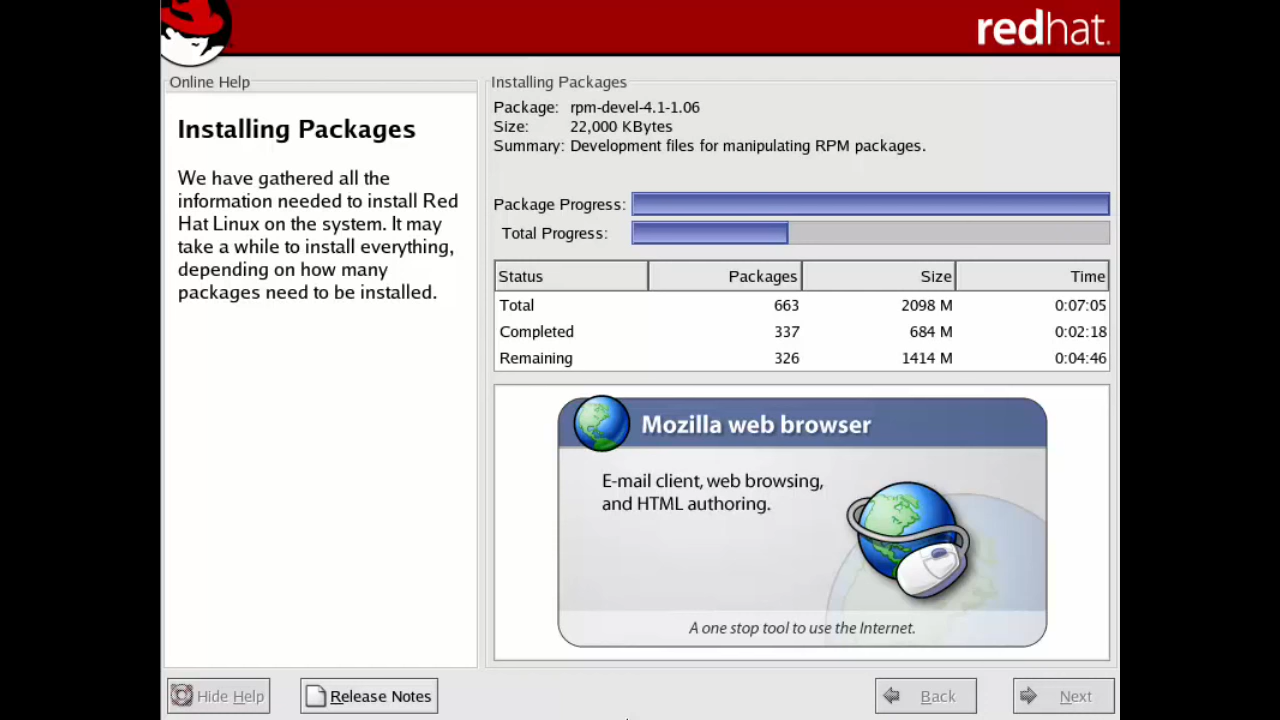 redhat.
Online Help
Installing Packages
We have gathered all the
information needed to install Red
Hat Linux on the system. It may
take a while to install everything,
depending on how many
packages need to be installed.
Installing Packages
Package: rpm-devel-4.1-1.06
Size: 22,000 KBytes
Summary: Development files for manipulating RPM packages.
Package Progress:
Total Progress:
Status Packages Size Time
Total 663 2098 M 0:07:05
Completed 337 684 M 0:02:18
Remaining 326 1414 M 0:04:46
Mozilla web browser
E-mail client, web browsing,
and HTML authoring.
A one stop tool to use the Internet.
Hide Help Release Notes Back Next